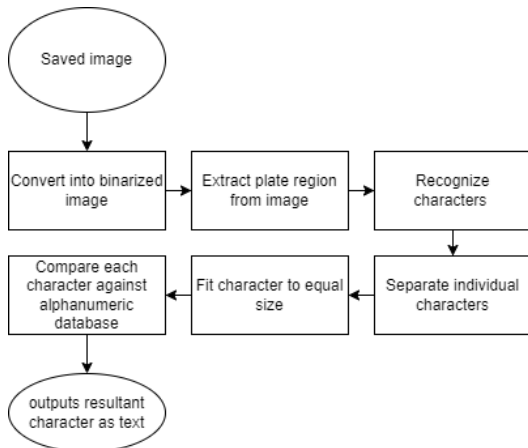 Saved image
Convert into binarized
image
Extract plate region
from image
Recognize
characters
Separate individual
characters
Fit character to equal
size
Compare each
character against
alphanumeric
database
outputs resultant
character as text